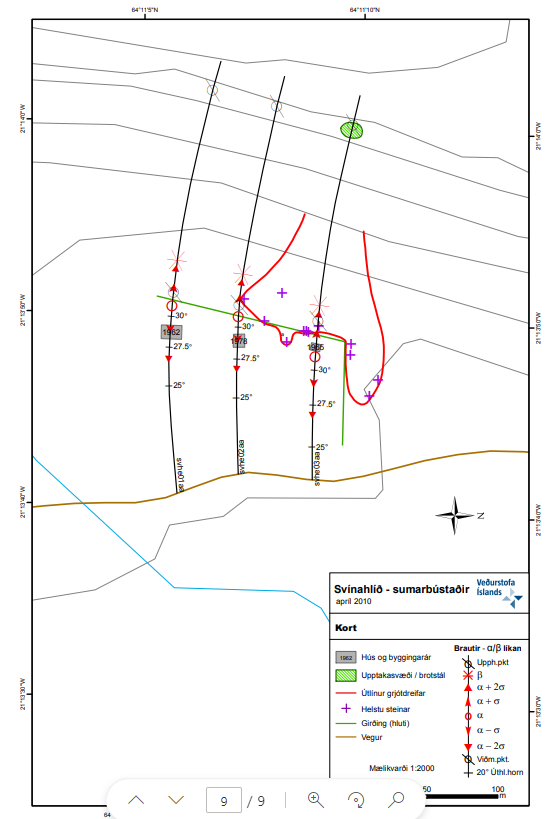 64°11'5"N
64°11'10"N
21°14'0"W
21°14'0"W
21°13'50"W
21°13'50"W
30°
1962
27.5°
25°
30°
1978
27.5°
25°
1985
30°
27.5°
25°
svhe01aa
svhe02aa
svhe03aa
21°13'40"W
21°13'40"W
N
Svínahlíð - sumarbústaðir
apríl 2010
Veðurstofa
Íslands
Kort
1962
Hús og byggingarár
Upptakasvæði / brotstál
Útlínur grjótdreifar
Helstu steinar
Girðing (hluti)
Vegur
Mælikvarði 1:2000
Brautir - α/β líkan
Upph.pkt
β
α + 2σ
α + σ
α
α − σ
α − 2σ
Viðm.pkt.
20° Úthl.horn
21°13'30"W
21°13'30"W
50
100
m
64
9 / 9